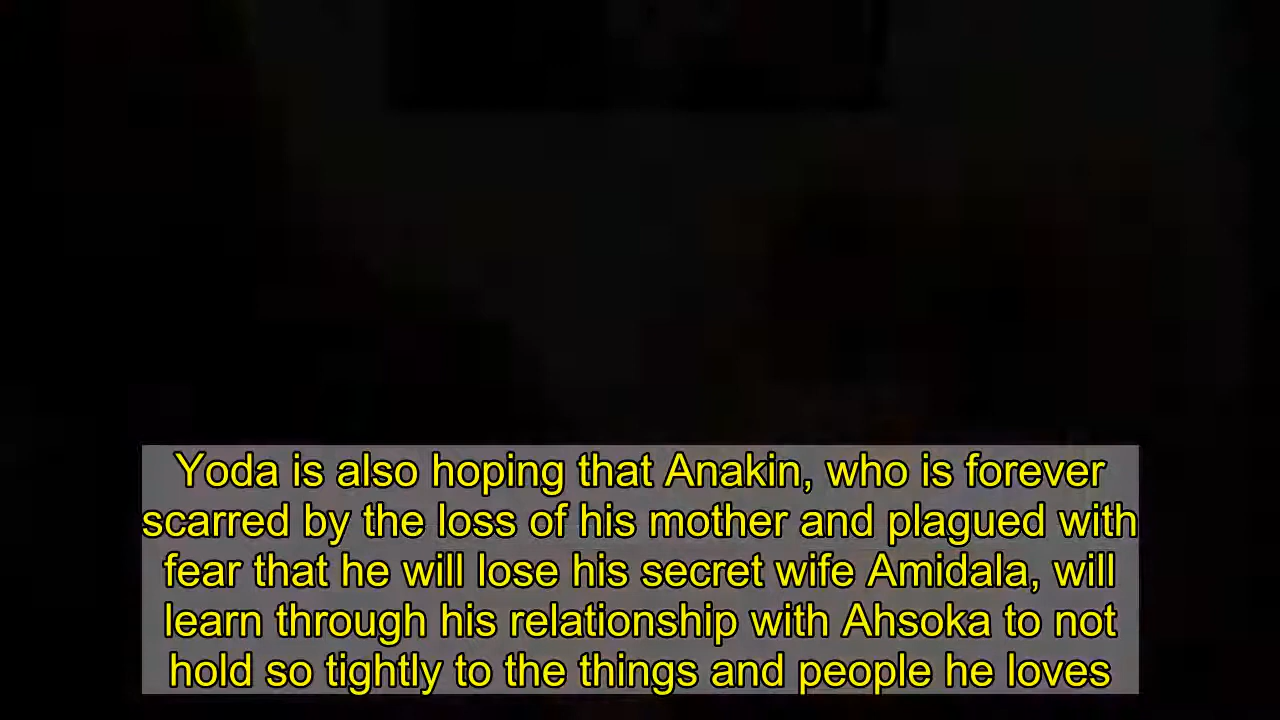 Yoda is also hoping that Anakin, who is forever
scarred by the loss of his mother and plagued with
fear that he will lose his secret wife Amidala, will
learn through his relationship with Ahsoka to not
hold so tightly to the things and people he loves